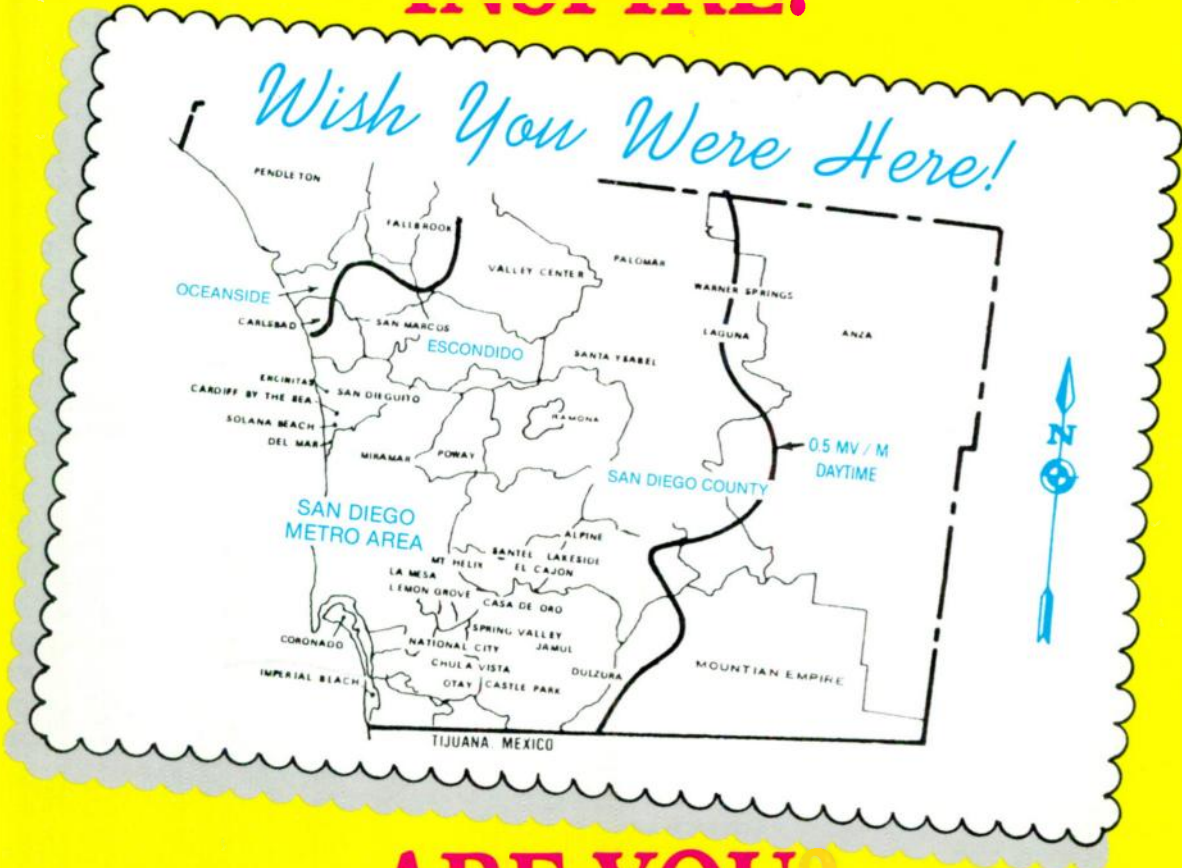 INSPIRE!
Wish You Were Here!
PENDLETON
FALLBROOK
VALLEY CENTER
PALOMAR
WARNER SPRINGS
OCEANSIDE
CARLSBAD
SAN MARCOS
ESCONDIDO
LAGUNA
ANZA
SANTA YSABEL
ENCINITAS
SAN DIEGUITO
CARDIFF BY THE SEA
SOLANA BEACH
DEL MAR
RAMONA
MIRAMAR
POWAY
N
0.5 MV / M
DAYTIME
SAN DIEGO COUNTY
SAN DIEGO
METRO AREA
ALPINE
SANTEE
LAKESIDE
MT HELIX
EL CAJON
LA MESA
LEMON GROVE
CASA DE ORO
SPRING VALLEY
CORONADO
NATIONAL CITY
JAMUL
CHULA VISTA
DULZURA
MOUNTIAN EMPIRE
IMPERIAL BEACH
OTAY
CASTLE PARK
TIJUANA, MEXICO
ARE YOU?